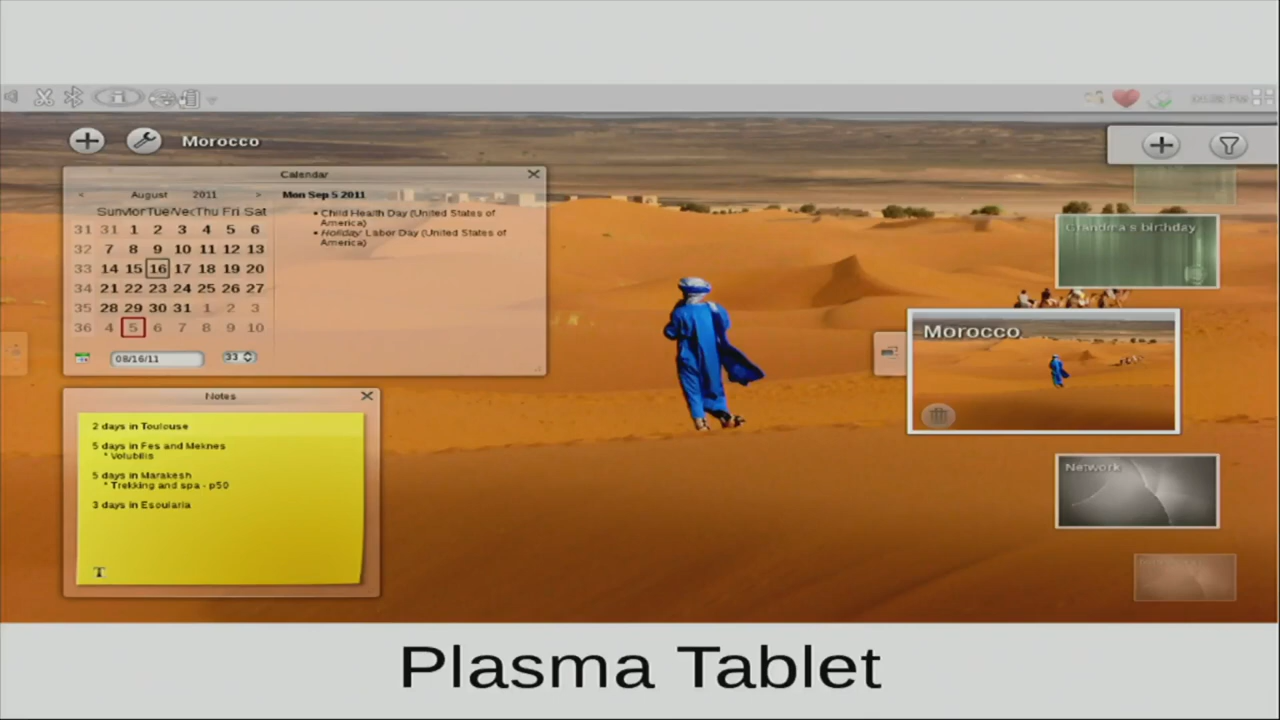 Morocco
Calendar
< August 2011 >
Mon Sep 5 2011
Sun Mor Tue Vec Thu Fri Sat
31 31 1 2 3 4 5 6
32 7 8 9 10 11 12 13
33 14 15 16 17 18 19 20
34 21 22 23 24 25 26 27
35 28 29 30 31 1 2 3
36 4 5 6 7 8 9 10
08/16/11 33
• Child Health Day (United States of
America)
• Holiday Labor Day (United States of
America)
Notes
2 days in Toulouse
5 days in Fes and Meknes
* Volubilis
5 days in Marakesh
* Trekking and spa - p50
3 days in Esouiaria
T
Grandma's birthday
Morocco
Network
Plasma Tablet